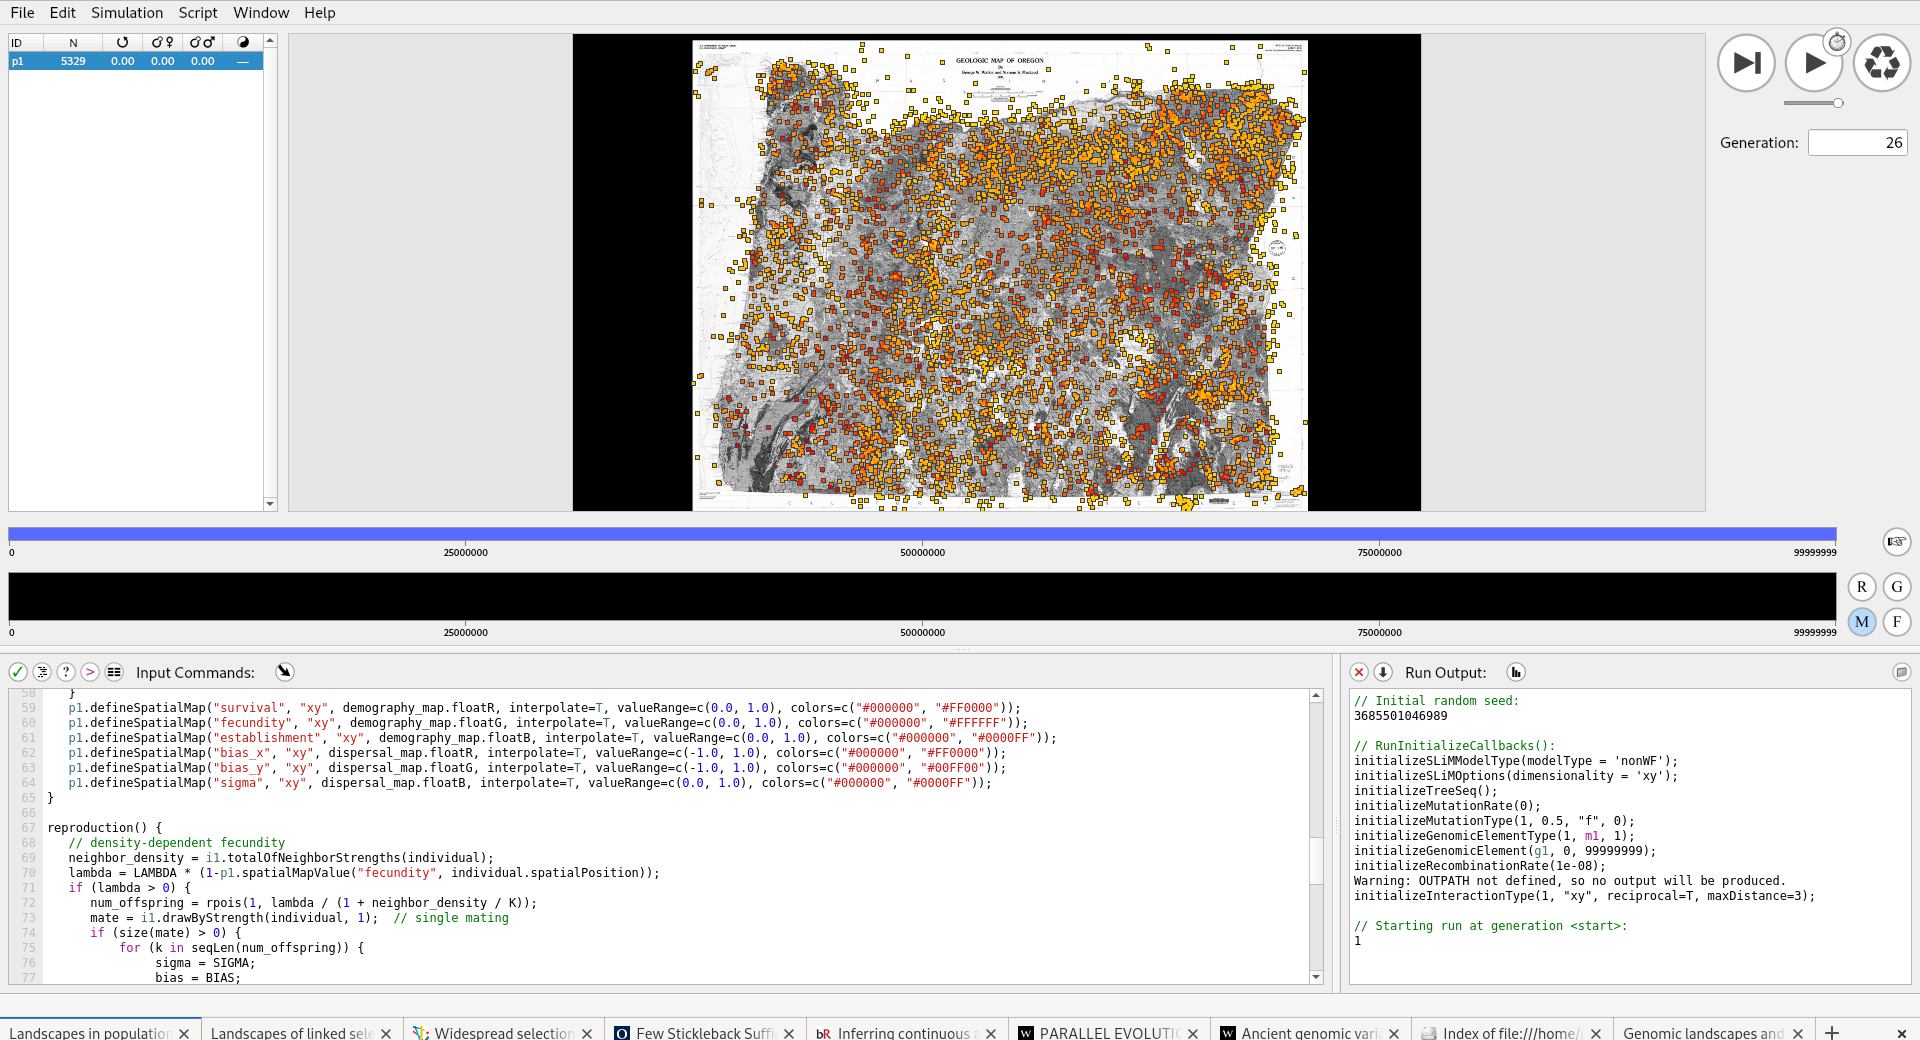 File Edit Simulation Script Window Help
ID N
p1 5329 0.00 0.00 0.00 —
GEOLOGIC MAP OF OREGON
By
George W. Walker and Norman S. MacLeod
Generation: 26
0 25000000 50000000 75000000 99999999
R G
M F
0 25000000 50000000 75000000 99999999
Input Commands:
58 }
59 p1.defineSpatialMap("survival", "xy", demography_map.floatR, interpolate=T, valueRange=c(0.0, 1.0), colors=c("#000000", "#FF0000"));
60 p1.defineSpatialMap("fecundity", "xy", demography_map.floatG, interpolate=T, valueRange=c(0.0, 1.0), colors=c("#000000", "#FFFFFF"));
61 p1.defineSpatialMap("establishment", "xy", demography_map.floatB, interpolate=T, valueRange=c(0.0, 1.0), colors=c("#000000", "#0000FF"));
62 p1.defineSpatialMap("bias_x", "xy", dispersal_map.floatR, interpolate=T, valueRange=c(-1.0, 1.0), colors=c("#000000", "#FF0000"));
63 p1.defineSpatialMap("bias_y", "xy", dispersal_map.floatG, interpolate=T, valueRange=c(-1.0, 1.0), colors=c("#000000", "#00FF00"));
64 p1.defineSpatialMap("sigma", "xy", dispersal_map.floatB, interpolate=T, valueRange=c(0.0, 1.0), colors=c("#000000", "#0000FF"));
65 }
66
67 reproduction() {
68 // density-dependent fecundity
69 neighbor_density = i1.totalOfNeighborStrengths(individual);
70 lambda = LAMBDA * (1-p1.spatialMapValue("fecundity", individual.spatialPosition));
71 if (lambda > 0) {
72 num_offspring = rpois(1, lambda / (1 + neighbor_density / K));
73 mate = i1.drawByStrength(individual, 1); // single mating
74 if (size(mate) > 0) {
75 for (k in seqLen(num_offspring)) {
76 sigma = SIGMA;
77 bias = BIAS;
Run Output:
// Initial random seed:
3685501046989
// RunInitializeCallbacks():
initializeSLiMModelType(modelType = 'nonWF');
initializeSLiMOptions(dimensionality = 'xy');
initializeTreeSeq();
initializeMutationRate(0);
initializeMutationType(1, 0.5, "f", 0);
initializeGenomicElementType(1, m1, 1);
initializeGenomicElement(g1, 0, 99999999);
initializeRecombinationRate(1e-08);
Warning: OUTPATH not defined, so no output will be produced.
initializeInteractionType(1, "xy", reciprocal=T, maxDistance=3);
// Starting run at generation <start>:
1
Landscapes in population Landscapes of linked sele Widespread selection Few Stickleback Suffi Inferring continuous a PARALLEL EVOLUTIO Ancient genomic varia Index of file:///home/ Genomic landscapes and